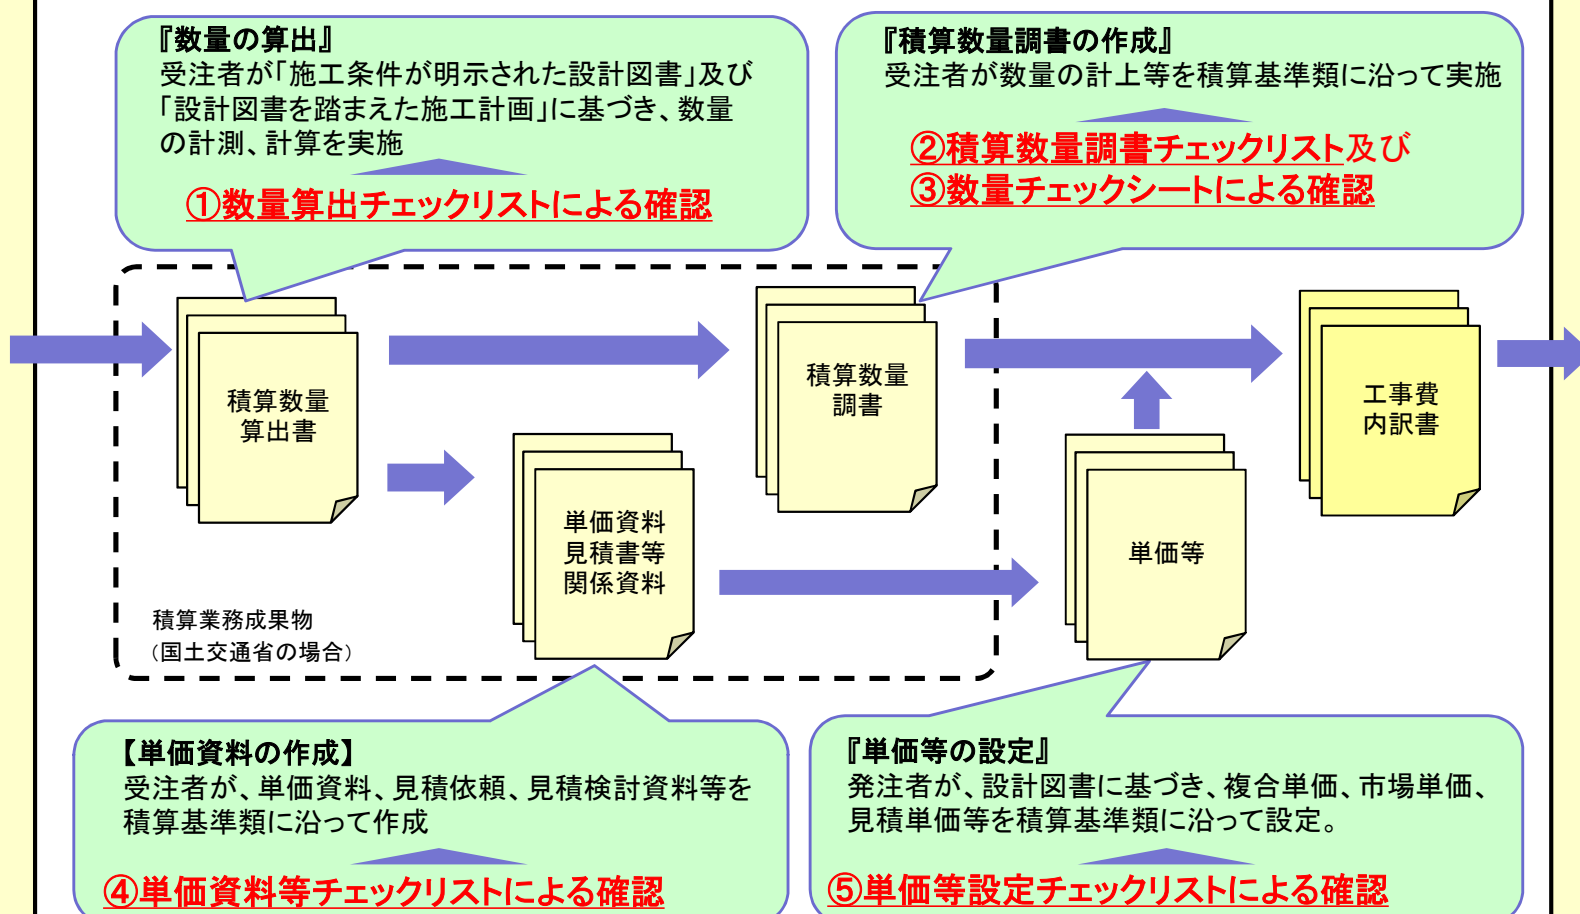 『数量の算出』
受注者が「施工条件が明示された設計図書」及び
「設計図書を踏まえた施工計画」に基づき、数量
の計測、計算を実施
①数量算出チェックリストによる確認
『積算数量調書の作成』
受注者が数量の計上等を積算基準類に沿って実施
②積算数量調書チェックリスト及び
③数量チェックシートによる確認
積算数量
算出書
積算数量
調書
工事費
内訳書
単価資料
見積書等
関係資料
単価等
積算業務成果物
（国土交通省の場合）
【単価資料の作成】
受注者が、単価資料、見積依頼、見積検討資料等を
積算基準類に沿って作成
④単価資料等チェックリストによる確認
『単価等の設定』
発注者が、設計図書に基づき、複合単価、市場単価、
見積単価等を積算基準類に沿って設定。
⑤単価等設定チェックリストによる確認